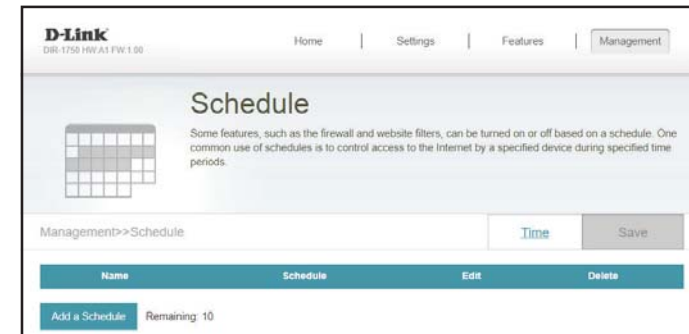 D-Link
DIR-1750 HW:A1 FW:1.00
Home | Settings | Features | Management
Schedule
Some features, such as the firewall and website filters, can be turned on or off based on a schedule. One
common use of schedules is to control access to the Internet by a specified device during specified time
periods.
Management>>Schedule
Time
Save
Name Schedule Edit Delete
Add a Schedule Remaining: 10